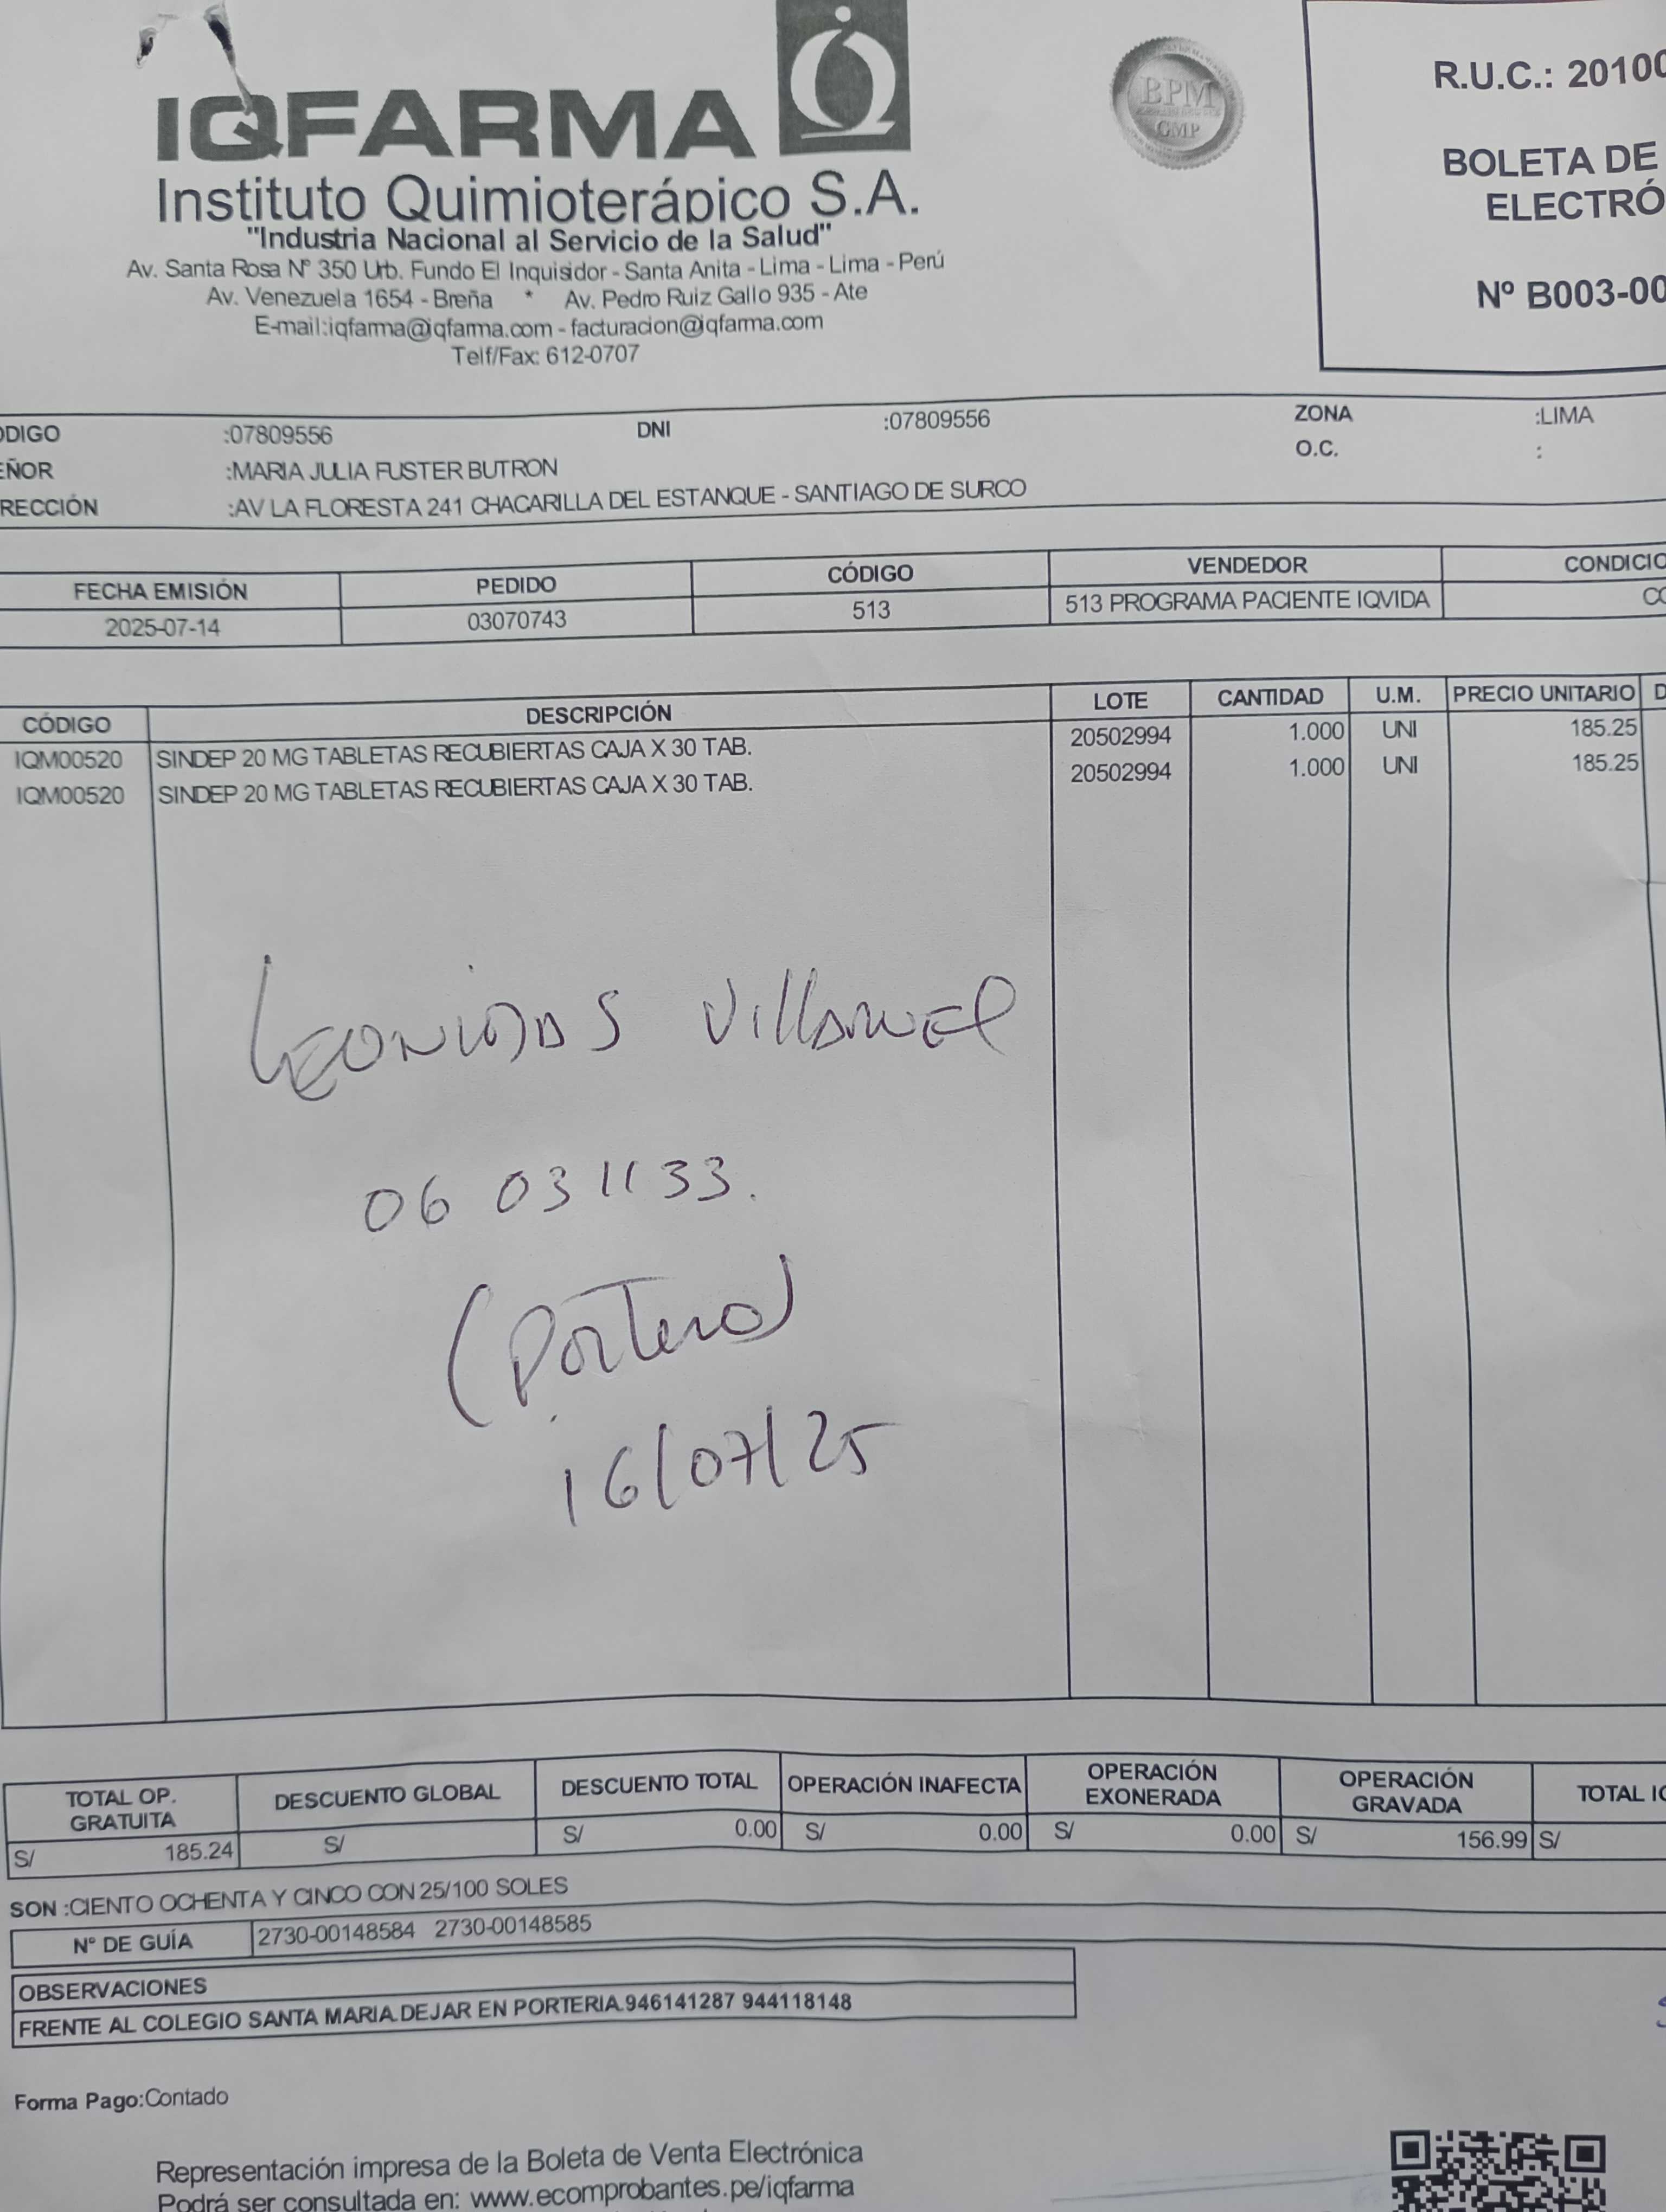 IQFARMA
Instituto Quimioterápico S.A.
"Industria Nacional al Servicio de la Salud"
Av. Santa Rosa Nº 350 Urb. Fundo El Inquisidor - Santa Anita - Lima - Lima - Perú
Av. Venezuela 1654 - Breña * Av. Pedro Ruiz Gallo 935 - Ate
E-mail:iqfarma@iqfarma.com - facturacion@iqfarma.com
Telf/Fax: 612-0707
BPM
GMP
R.U.C.: 20100
BOLETA DE
ELECTRÓ
Nº B003-00
ODIGO :07809556 DNI :07809556 ZONA :LIMA
EÑOR :MARIA JULIA FUSTER BUTRON O.C. :
RECCIÓN :AV LA FLORESTA 241 CHACARILLA DEL ESTANQUE - SANTIAGO DE SURCO
FECHA EMISIÓN PEDIDO CÓDIGO VENDEDOR CONDICIO
2025-07-14 03070743 513 513 PROGRAMA PACIENTE IQVIDA CO
CÓDIGO DESCRIPCIÓN LOTE CANTIDAD U.M. PRECIO UNITARIO D
IQM00520 SINDEP 20 MG TABLETAS RECUBIERTAS CAJA X 30 TAB. 20502994 1.000 UNI 185.25
IQM00520 SINDEP 20 MG TABLETAS RECUBIERTAS CAJA X 30 TAB. 20502994 1.000 UNI 185.25
LEONIDAS
06 031133.
(Portero)
16/07/25
TOTAL OP. GRATUITA DESCUENTO GLOBAL DESCUENTO TOTAL OPERACIÓN INAFECTA OPERACIÓN EXONERADA OPERACIÓN GRAVADA TOTAL IG
S/ 185.24 S/ S/ 0.00 S/ 0.00 S/ 0.00 S/ 156.99 S/
SON :CIENTO OCHENTA Y CINCO CON 25/100 SOLES
Nº DE GUÍA 2730-00148584 2730-00148585
OBSERVACIONES
FRENTE AL COLEGIO SANTA MARIA.DEJAR EN PORTERIA.946141287 944118148
Forma Pago:Contado
Representación impresa de la Boleta de Venta Electrónica
Podrá ser consultada en: www.ecomprobantes.pe/iqfarma